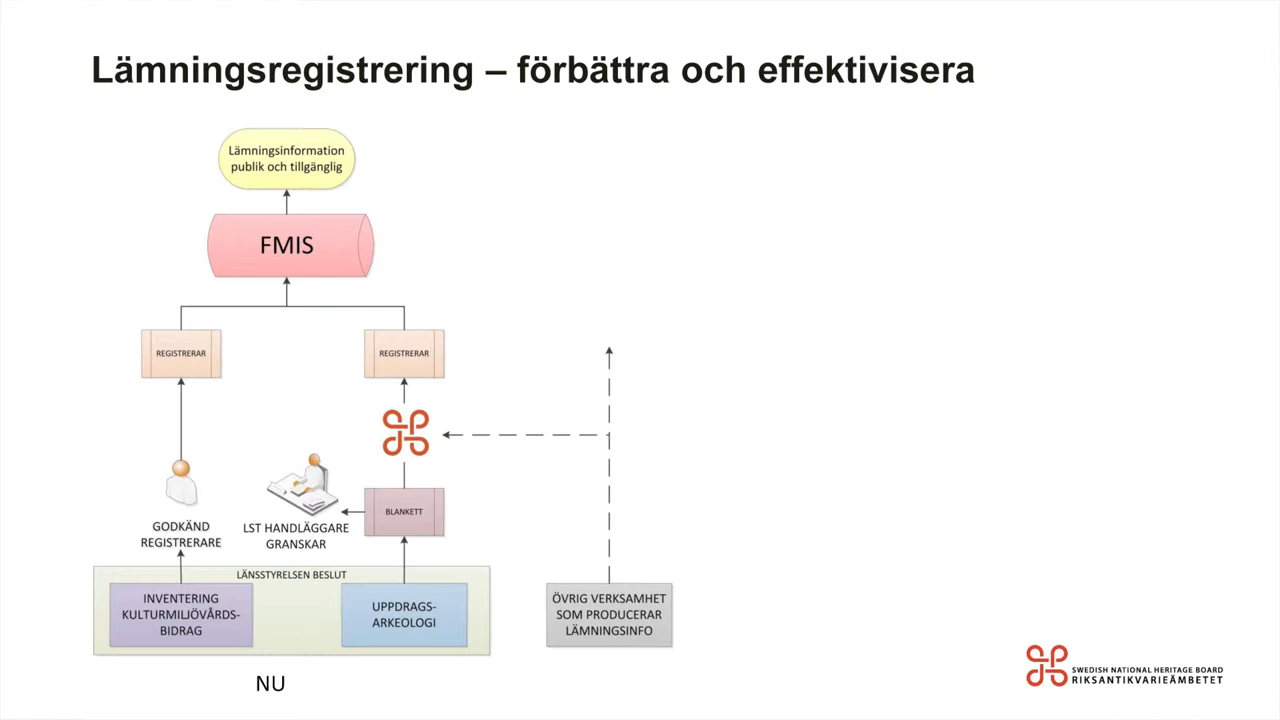 Lämningsregistrering – förbättra och effektivisera
Lämningsinformation
publik och tillgänglig
FMIS
REGISTRERAR
REGISTRERAR
BLANKETT
GODKÄND
REGISTRERARE
LST HANDLÄGGARE
GRANSKAR
LÄNSSTYRELSEN BESLUT
INVENTERING
KULTURMILJÖVÅRDS-
BIDRAG
UPPDRAGS-
ARKEOLOGI
ÖVRIG VERKSAMHET
SOM PRODUCERAR
LÄMNINGSINFO
NU
SWEDISH NATIONAL HERITAGE BOARD
RIKSANTIKVARIEÄMBETET